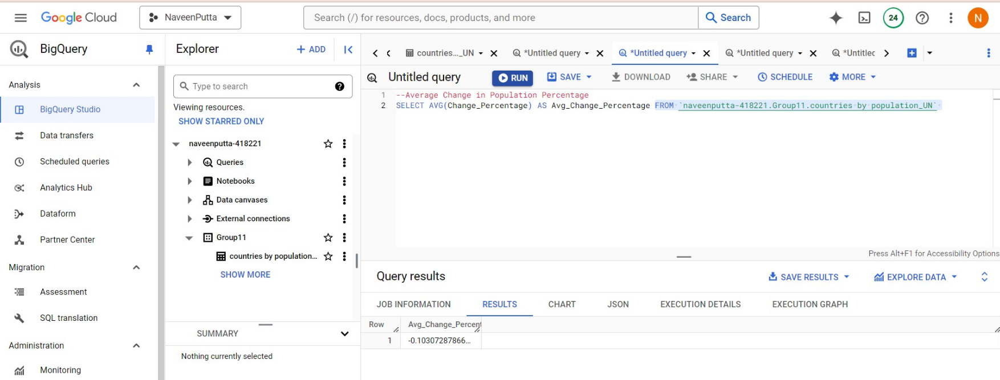 Google Cloud
NaveenPutta
Search (/) for resources, docs, products, and more
Search
24
N
BigQuery
Analysis
BigQuery Studio
Data transfers
Scheduled queries
Analytics Hub
Dataform
Partner Center
Migration
Assessment
SQL translation
Administration
Monitoring
Explorer
+ ADD
Type to search
Viewing resources.
SHOW STARRED ONLY
naveenputta-418221
Queries
Notebooks
Data canvases
External connections
Group11
countries by population...
SHOW MORE
SUMMARY
Nothing currently selected
countries..._UN
*Untitled query
*Untitled query
*Untitled query
*Untitlec
Untitled query
RUN
SAVE
DOWNLOAD
SHARE
SCHEDULE
MORE
1 --Average Change in Population Percentage
2 SELECT AVG(Change_Percentage) AS Avg_Change_Percentage FROM `naveenputta-418221.Group11.countries by population_UN`
Press Alt+F1 for Accessibility Options
Query results
SAVE RESULTS
EXPLORE DATA
JOB INFORMATION
RESULTS
CHART
JSON
EXECUTION DETAILS
EXECUTION GRAPH
Row Avg_Change_Percent
1 -0.10307287866...